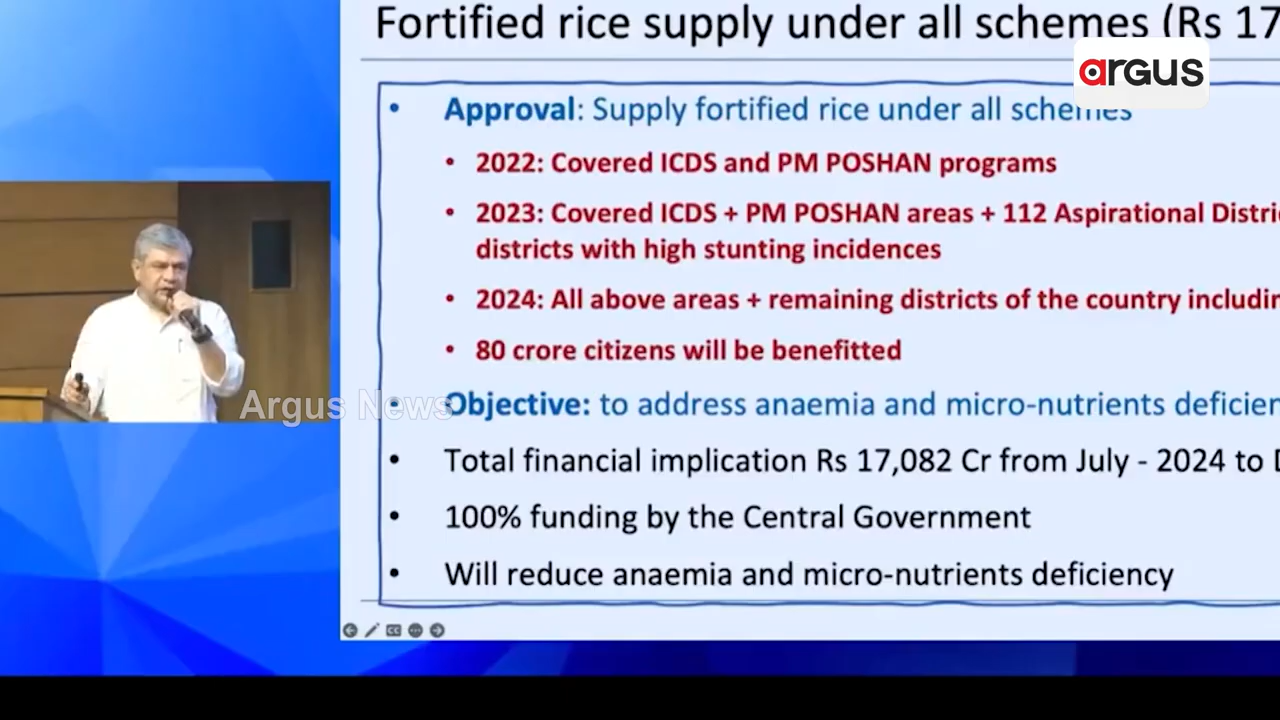 Fortified rice supply under all schemes (Rs 17
argus
• Approval: Supply fortified rice under all schemes
• 2022: Covered ICDS and PM POSHAN programs
• 2023: Covered ICDS + PM POSHAN areas + 112 Aspirational
districts with high stunting incidences
• 2024: All above areas + remaining districts of the country
• 80 crore citizens will be benefitted
Argus News
• Objective: to address anaemia and micro-nutrients
• Total financial implication Rs 17,082 Cr from July - 2024 to D
• 100% funding by the Central Government
• Will reduce anaemia and micro-nutrients deficiency
CC